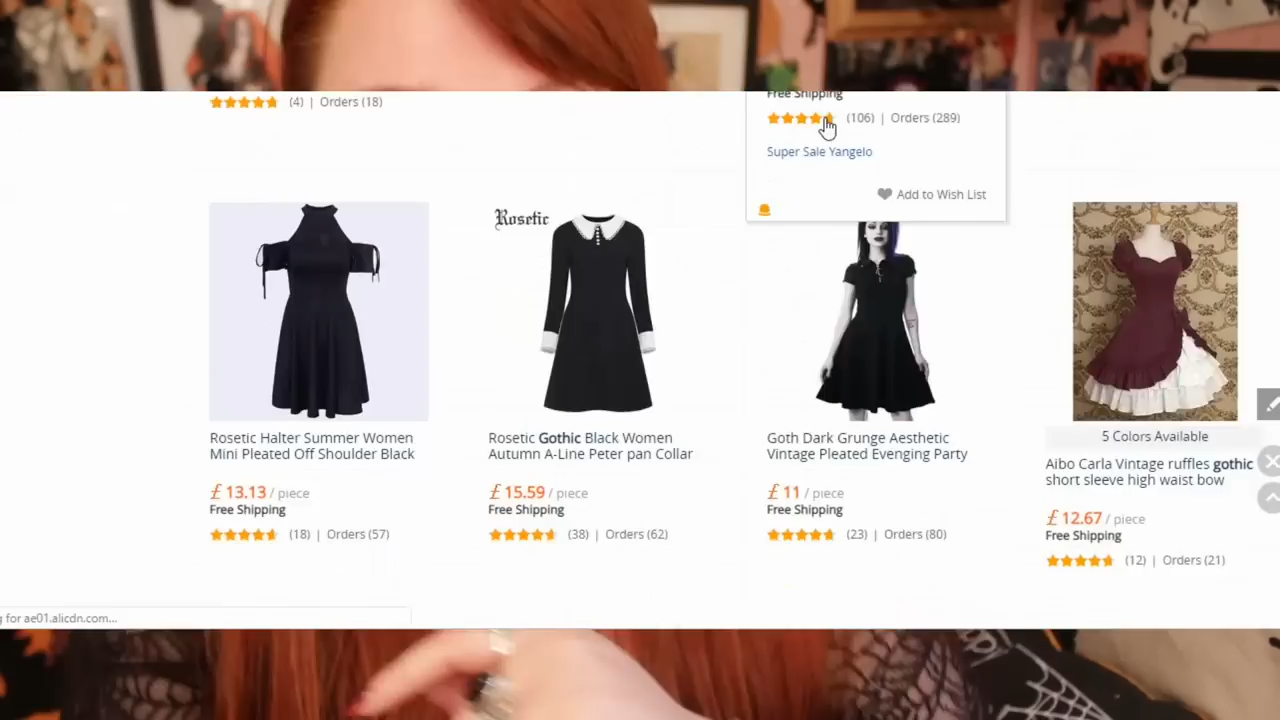 Free Shipping
(4) | Orders (18)
(106) | Orders (289)
Super Sale Yangelo
Add to Wish List
Rosetic
5 Colors Available
Rosetic Halter Summer Women
Mini Pleated Off Shoulder Black
£ 13.13 / piece
Free Shipping
(18) | Orders (57)
Rosetic Gothic Black Women
Autumn A-Line Peter pan Collar
£ 15.59 / piece
Free Shipping
(38) | Orders (62)
Goth Dark Grunge Aesthetic
Vintage Pleated Evenging Party
£ 11 / piece
Free Shipping
(23) | Orders (80)
Aibo Carla Vintage ruffles gothic
short sleeve high waist bow
£ 12.67 / piece
Free Shipping
(12) | Orders (21)
g for ae01.alicdn.com...